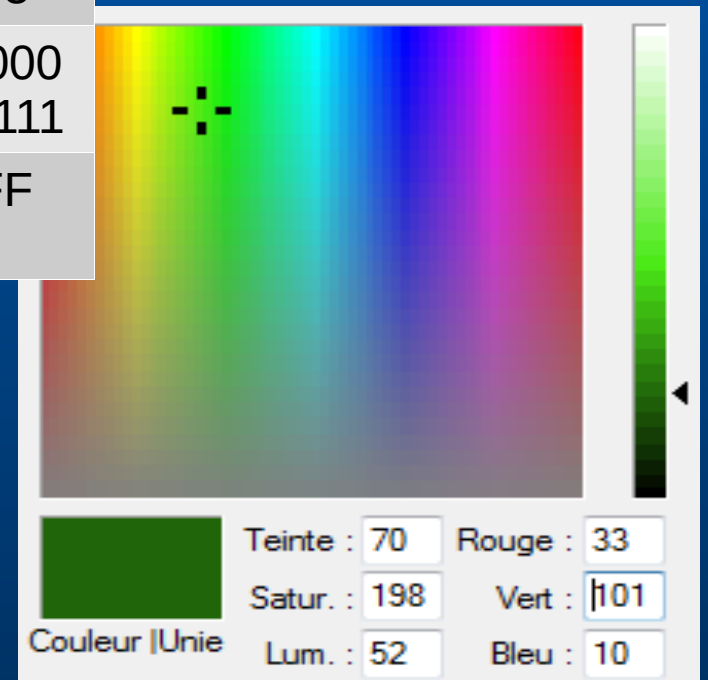 000
111
FF
Teinte : 70 Rouge : 33
Satur. : 198 Vert : 101
Couleur |Unie
Lum. : 52 Bleu : 10